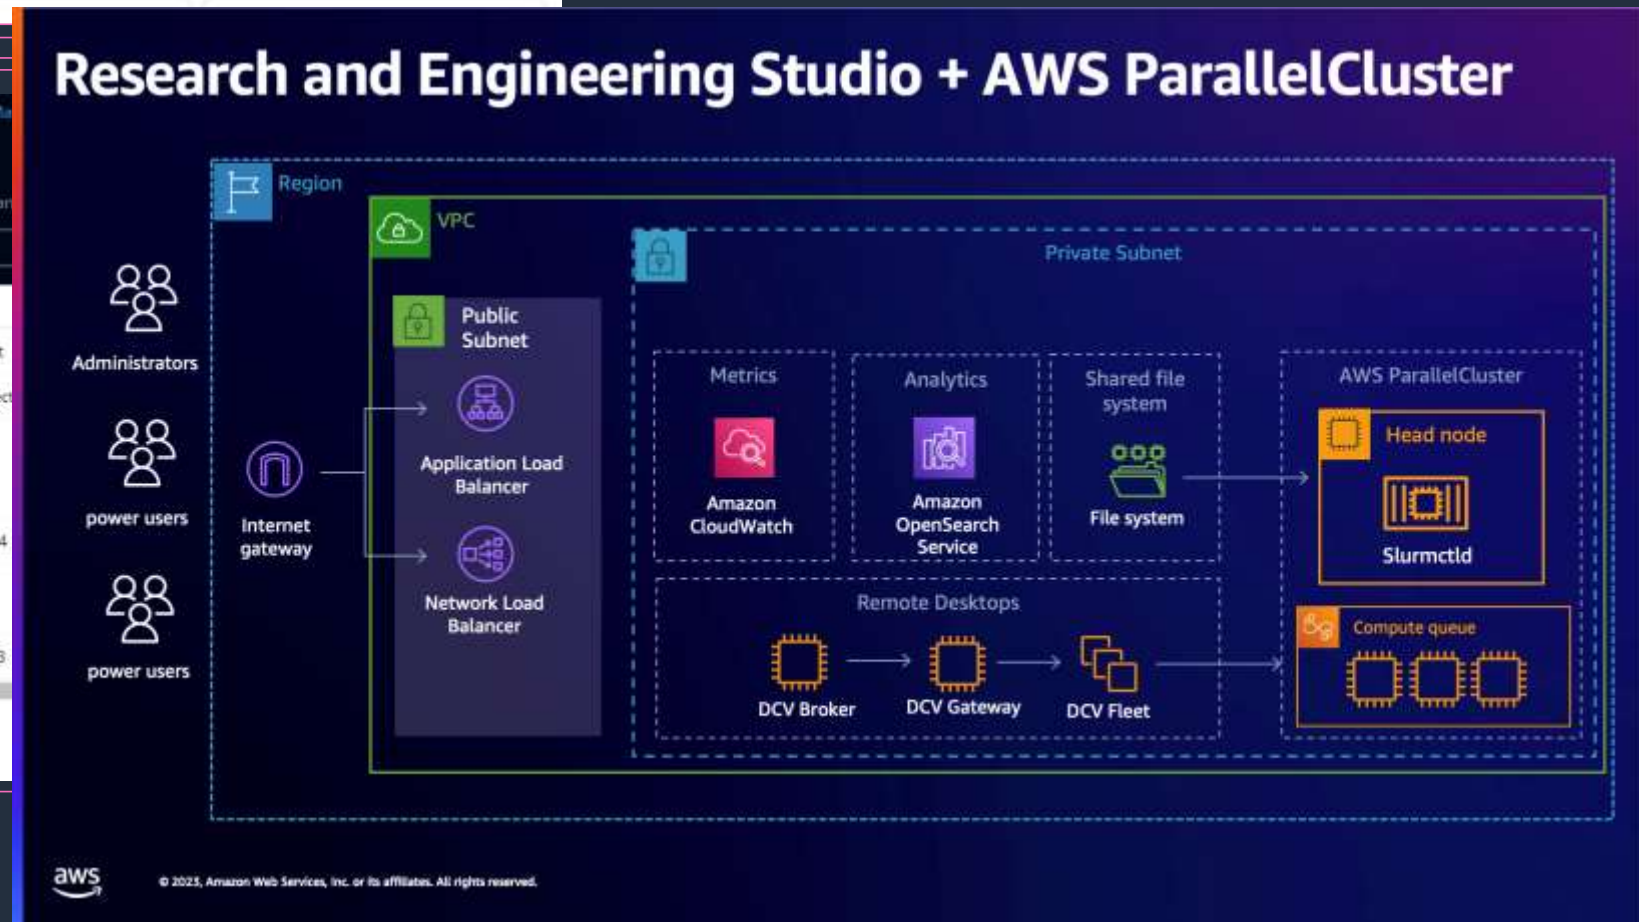 Research and Engineering Studio + AWS ParallelCluster
Region
VPC
Private Subnet
Administrators
power users
power users
Internet
gateway
Public
Subnet
Application Load
Balancer
Network Load
Balancer
Metrics
Amazon
CloudWatch
Analytics
Amazon
OpenSearch
Service
Shared file
system
File system
Remote Desktops
DCV Broker
DCV Gateway
DCV Fleet
AWS ParallelCluster
Head node
Slurmctld
Compute queue
aws
© 2023, Amazon Web Services, Inc. or its affiliates. All rights reserved.